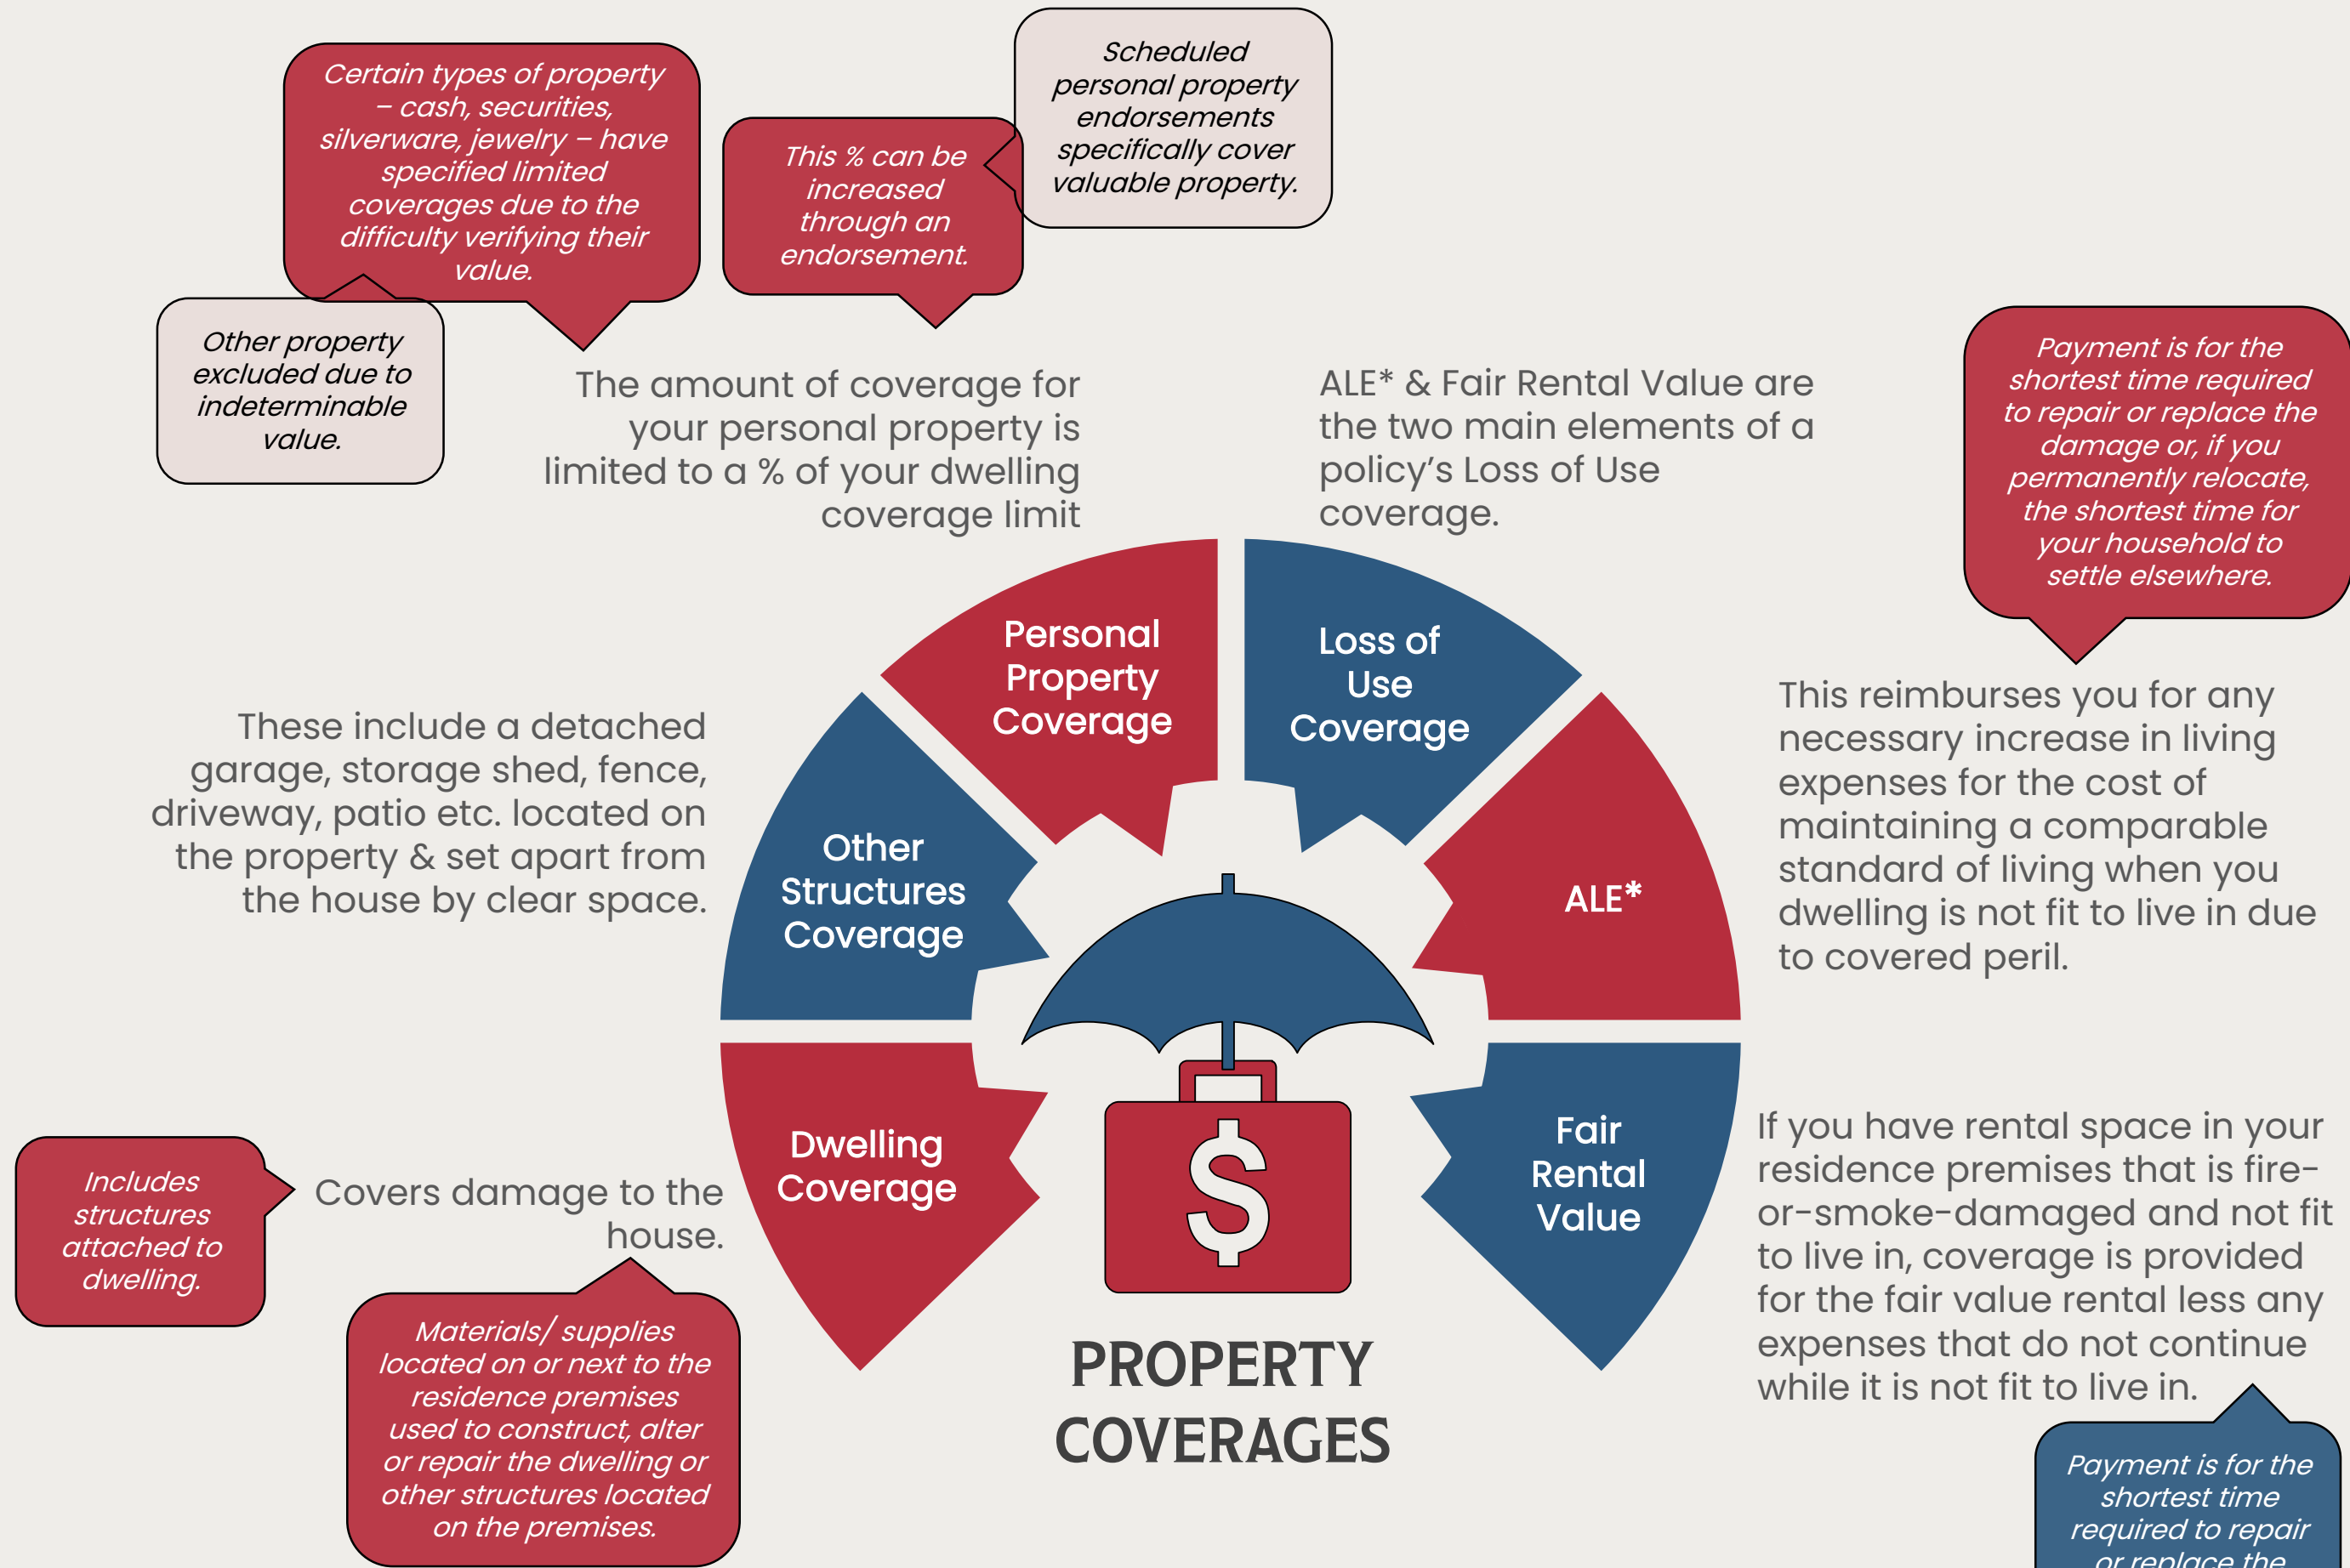 Certain types of property
– cash, securities,
silverware, jewelry – have
specified limited
coverages due to the
difficulty verifying their
value.
Other property
excluded due to
indeterminable
value.
This % can be
increased
through an
endorsement.
Scheduled
personal property
endorsements
specifically cover
valuable property.
The amount of coverage for
your personal property is
limited to a % of your dwelling
coverage limit
ALE* & Fair Rental Value are
the two main elements of a
policy’s Loss of Use
coverage.
Payment is for the
shortest time required
to repair or replace the
damage or, if you
permanently relocate,
the shortest time for
your household to
settle elsewhere.
Personal
Property
Coverage
Loss of
Use
Coverage
These include a detached
garage, storage shed, fence,
driveway, patio etc. located on
the property & set apart from
the house by clear space.
Other
Structures
Coverage
ALE*
This reimburses you for any
necessary increase in living
expenses for the cost of
maintaining a comparable
standard of living when you
dwelling is not fit to live in due
to covered peril.
Includes
structures
attached to
dwelling.
Covers damage to the
house.
Dwelling
Coverage
Materials/ supplies
located on or next to the
residence premises
used to construct, alter
or repair the dwelling or
other structures located
on the premises.
$
Fair
Rental
Value
If you have rental space in your
residence premises that is fire-
or-smoke-damaged and not fit
to live in, coverage is provided
for the fair value rental less any
expenses that do not continue
while it is not fit to live in.
PROPERTY
COVERAGES
Payment is for the
shortest time
required to repair
or replace the